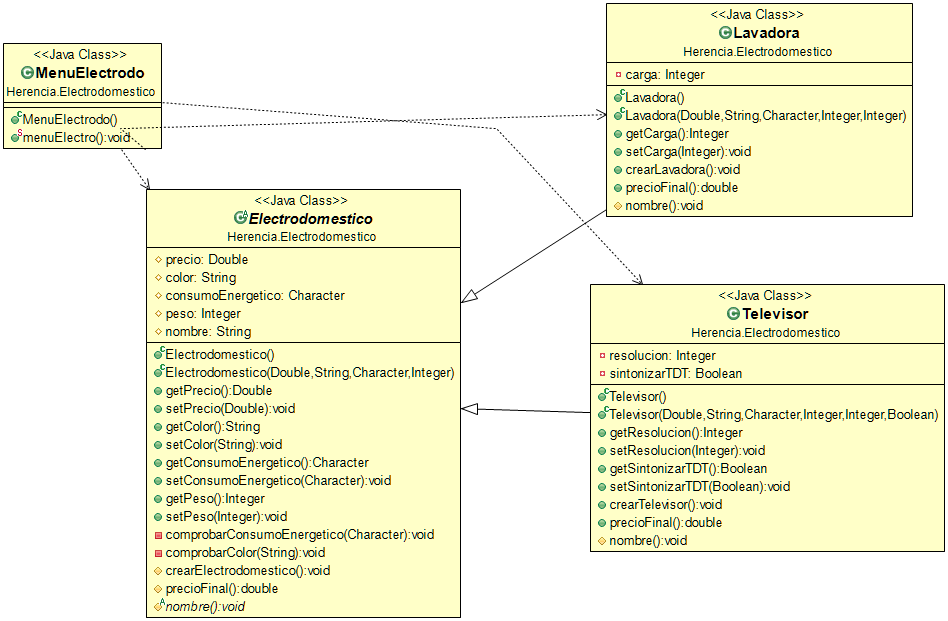 <<Java Class>>
MenuElectrodo
Herencia.Electrodomestico
MenuElectrodo()
menuElectro():void
<<Java Class>>
Lavadora
Herencia.Electrodomestico
carga: Integer
Lavadora()
Lavadora(Double,String,Character,Integer,Integer)
getCarga():Integer
setCarga(Integer):void
crearLavadora():void
precioFinal():double
nombre():void
<<Java Class>>
Electrodomestico
Herencia.Electrodomestico
precio: Double
color: String
consumoEnergetico: Character
peso: Integer
nombre: String
Electrodomestico()
Electrodomestico(Double,String,Character,Integer)
getPrecio():Double
setPrecio(Double):void
getColor():String
setColor(String):void
getConsumoEnergetico():Character
setConsumoEnergetico(Character):void
getPeso():Integer
setPeso(Integer):void
comprobarConsumoEnergetico(Character):void
comprobarColor(String):void
crearElectrodomestico():void
precioFinal():double
nombre():void
<<Java Class>>
Televisor
Herencia.Electrodomestico
resolucion: Integer
sintonizarTDT: Boolean
Televisor()
Televisor(Double,String,Character,Integer,Integer,Boolean)
getResolucion():Integer
setResolucion(Integer):void
getSintonizarTDT():Boolean
setSintonizarTDT(Boolean):void
crearTelevisor():void
precioFinal():double
nombre():void